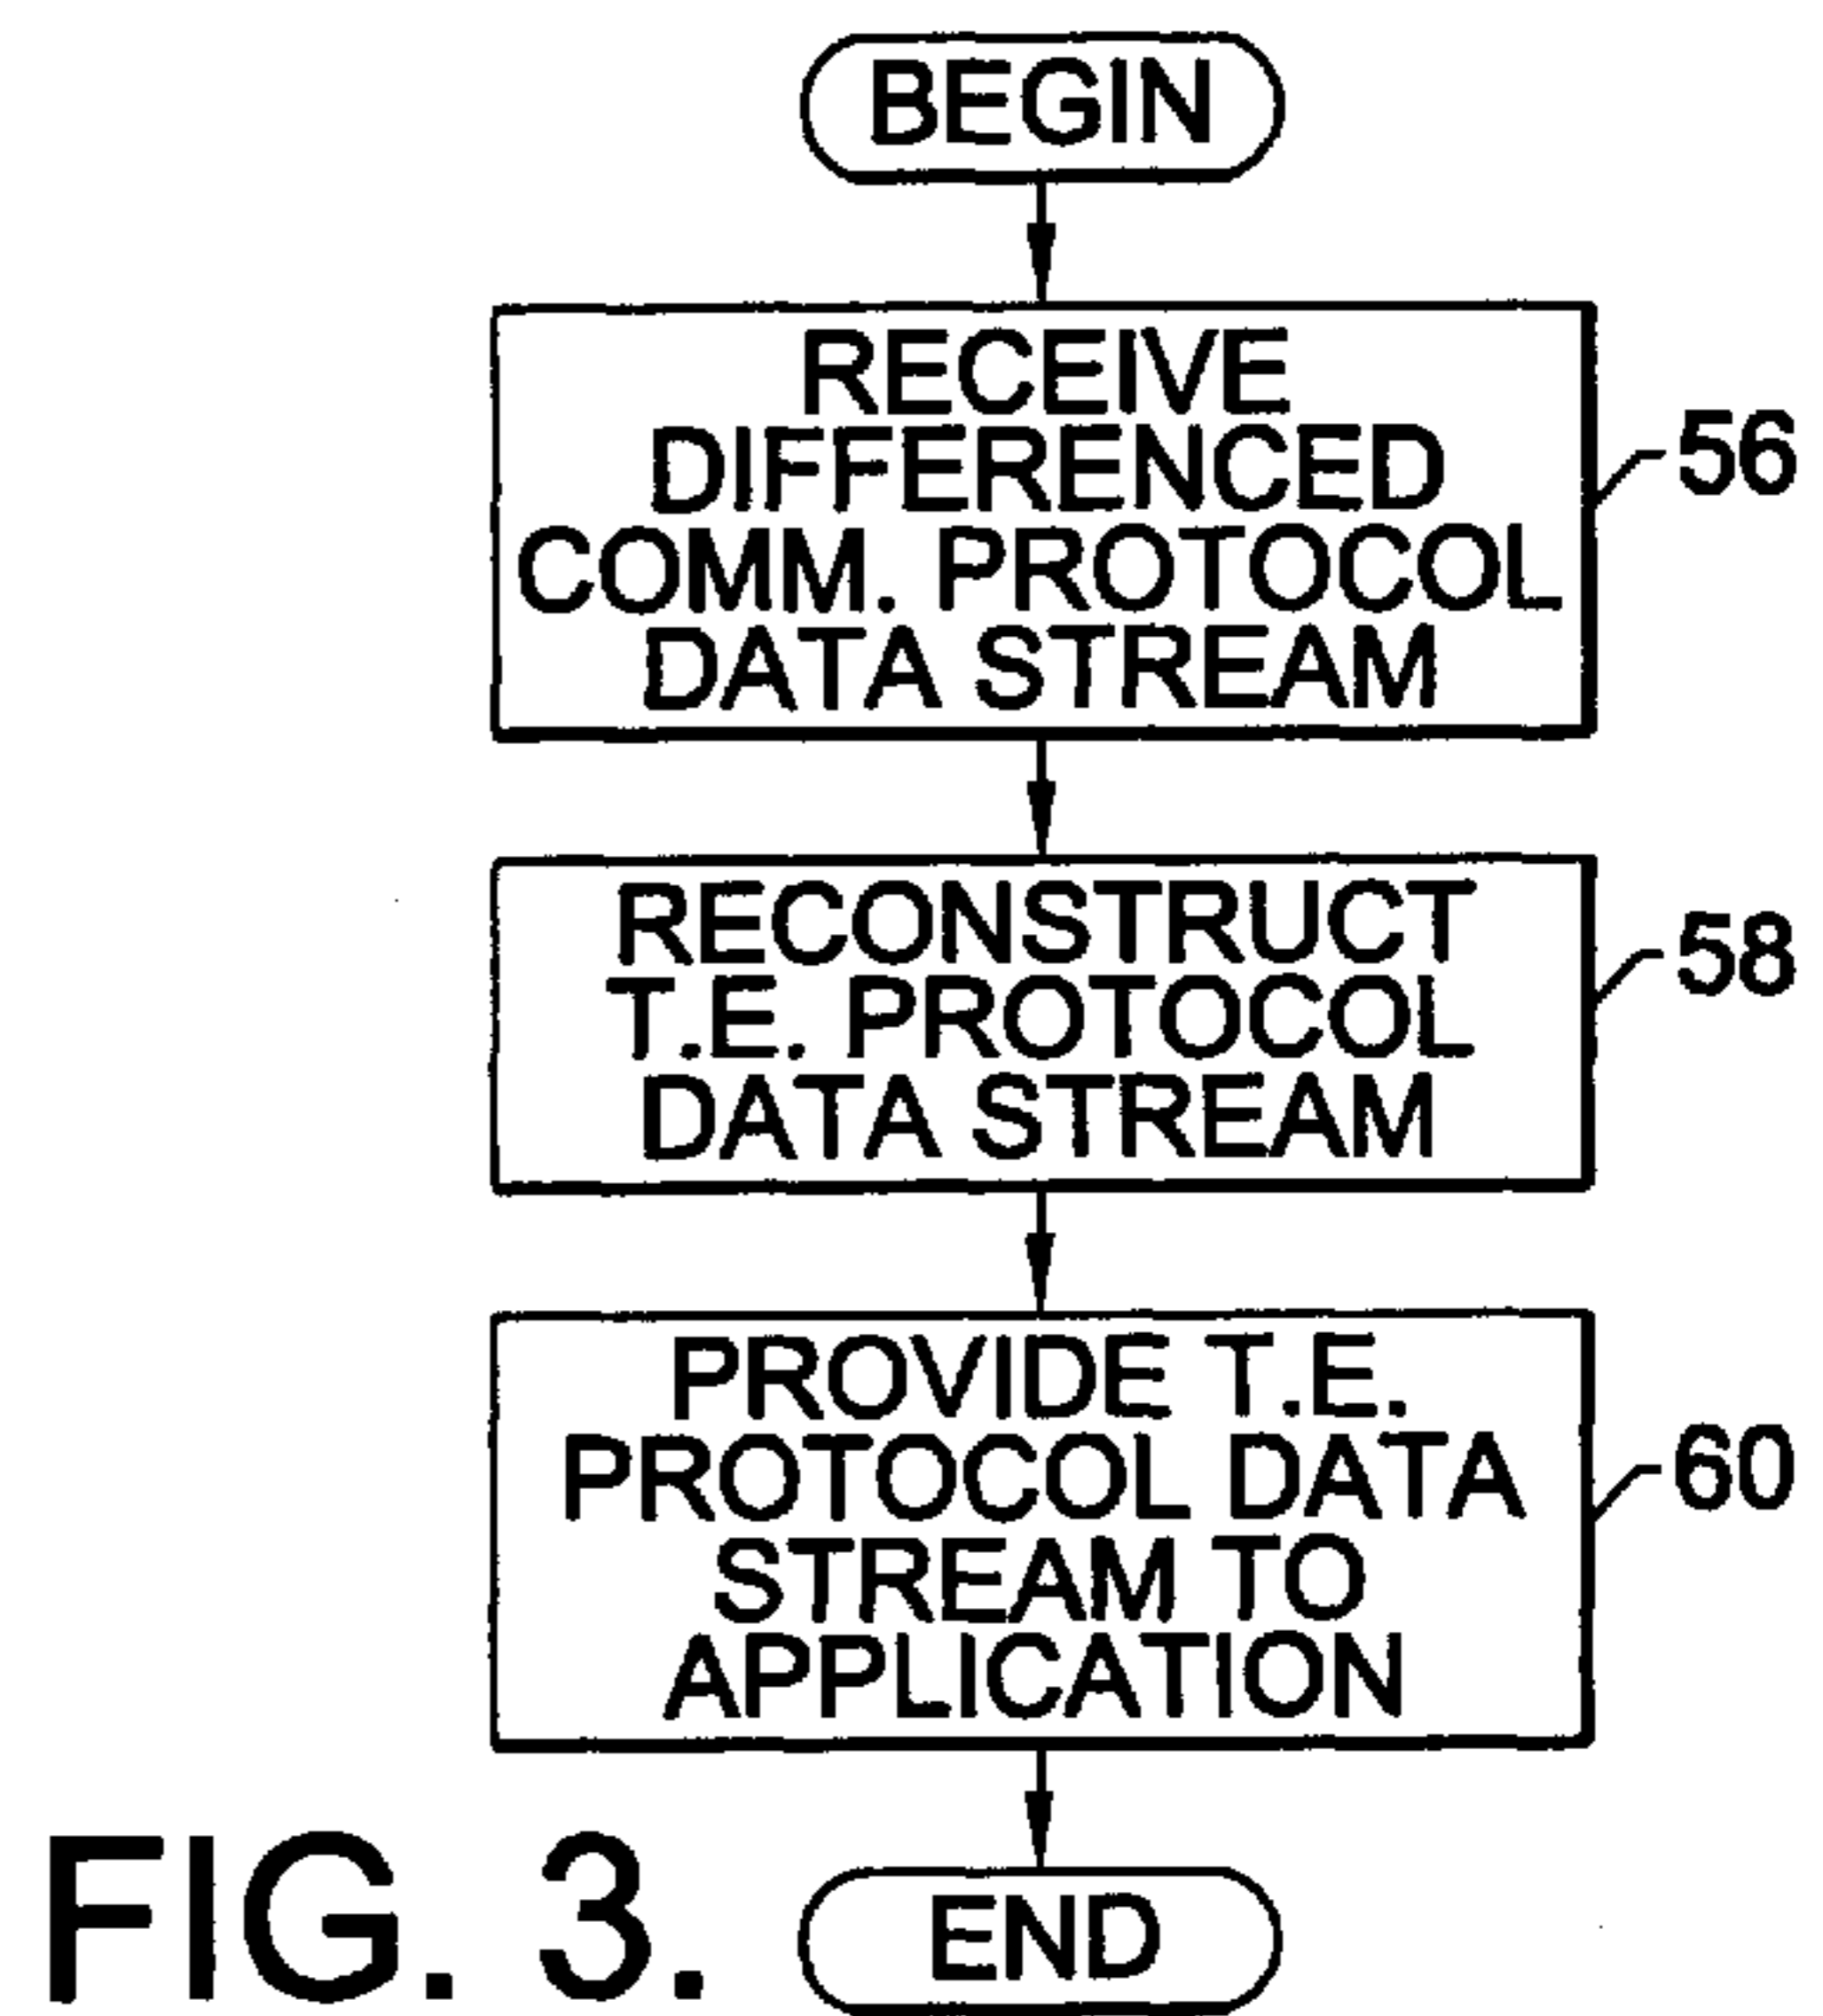 BEGIN
RECEIVE
DIFFERENCED
COMM. PROTOCOL
DATA STREAM
56
RECONSTRUCT
T.E. PROTOCOL
DATA STREAM
58
PROVIDE T.E.
PROTOCOL DATA
STREAM TO
APPLICATION
60
END
FIG. 3.